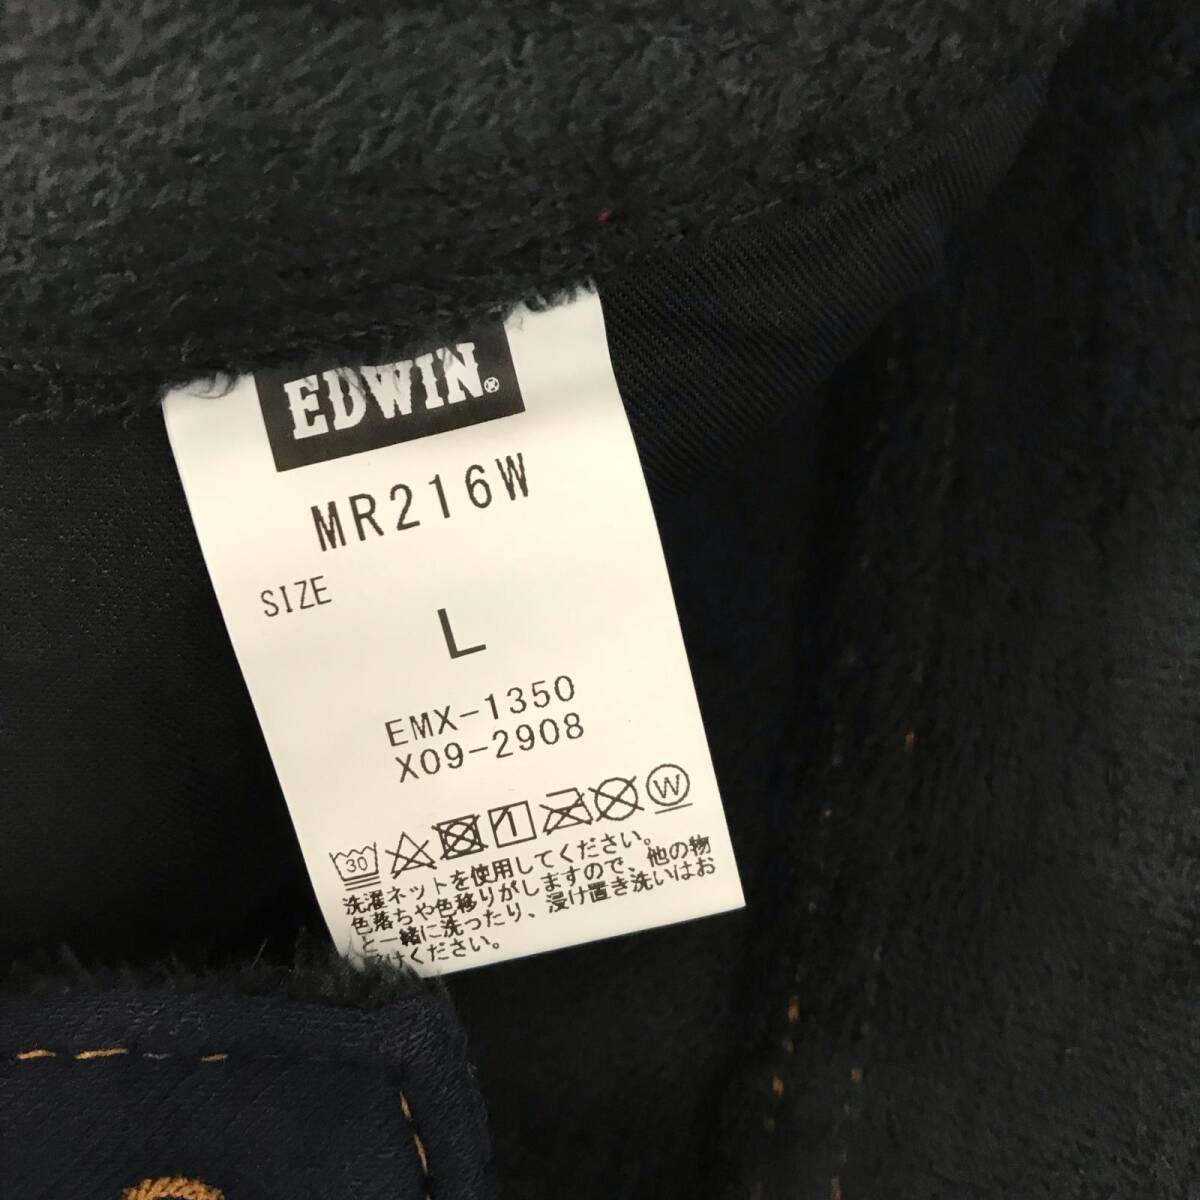 EDWIN®
MR216W
SIZE
L
EMX-1350
X09-2908
30 W
洗濯ネットを使用してください。
色落ちや色移りがしますので、他の物
と一緒に洗ったり、浸け置き洗いはお
けください。